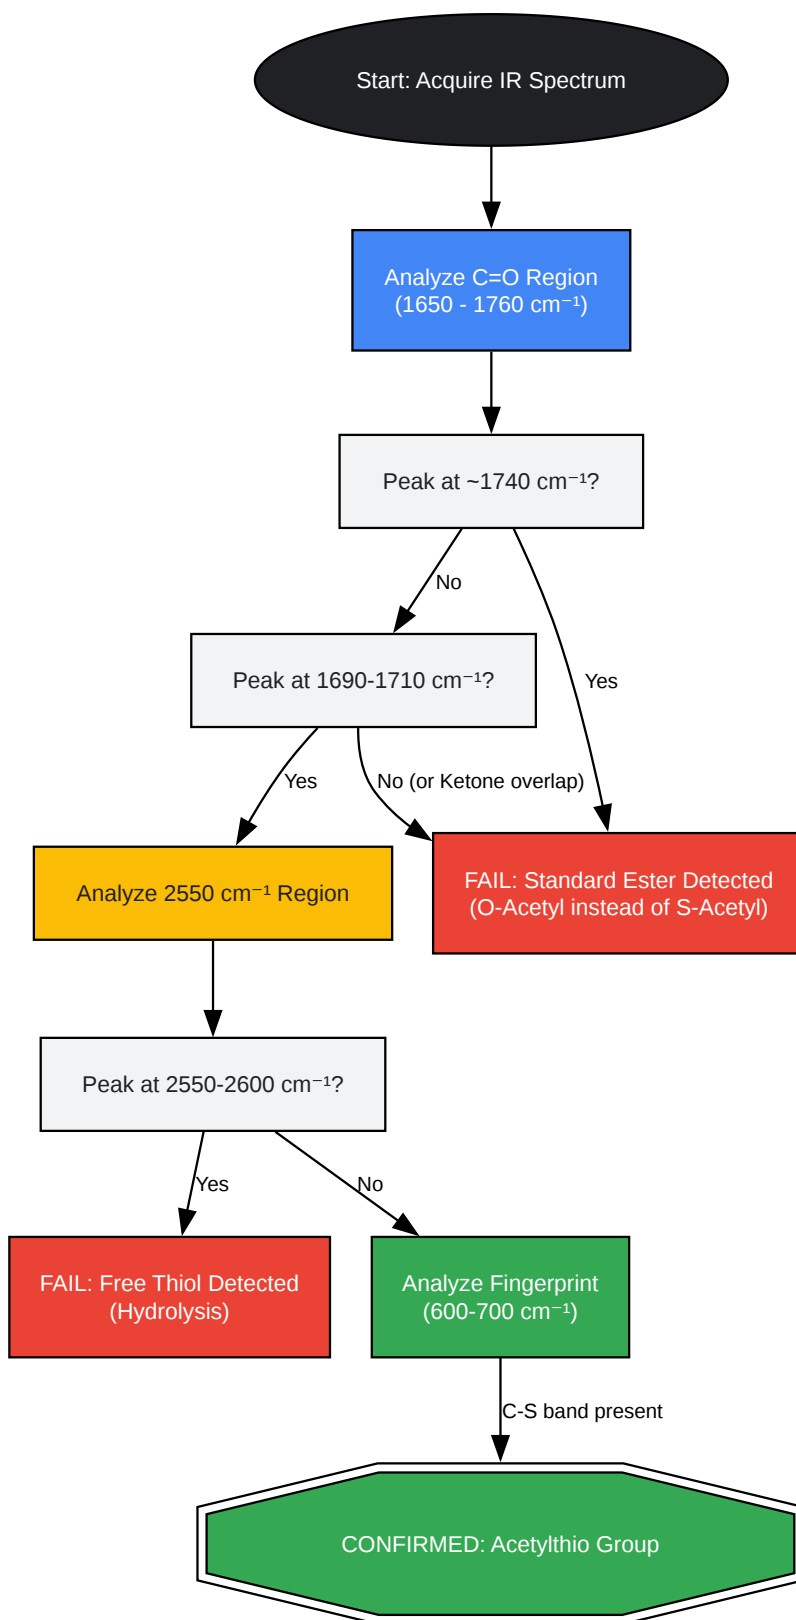 Start: Acquire IR Spectrum
Analyze C=O Region
(1650 - 1760 cm⁻¹)
Peak at ~1740 cm⁻¹?
No
Yes
Peak at 1690-1710 cm⁻¹?
Yes
No (or Ketone overlap)
Analyze 2550 cm⁻¹ Region
FAIL: Standard Ester Detected
(O-Acetyl instead of S-Acetyl)
Peak at 2550-2600 cm⁻¹?
Yes
No
FAIL: Free Thiol Detected
(Hydrolysis)
Analyze Fingerprint
(600-700 cm⁻¹)
C-S band present
CONFIRMED: Acetylthio Group